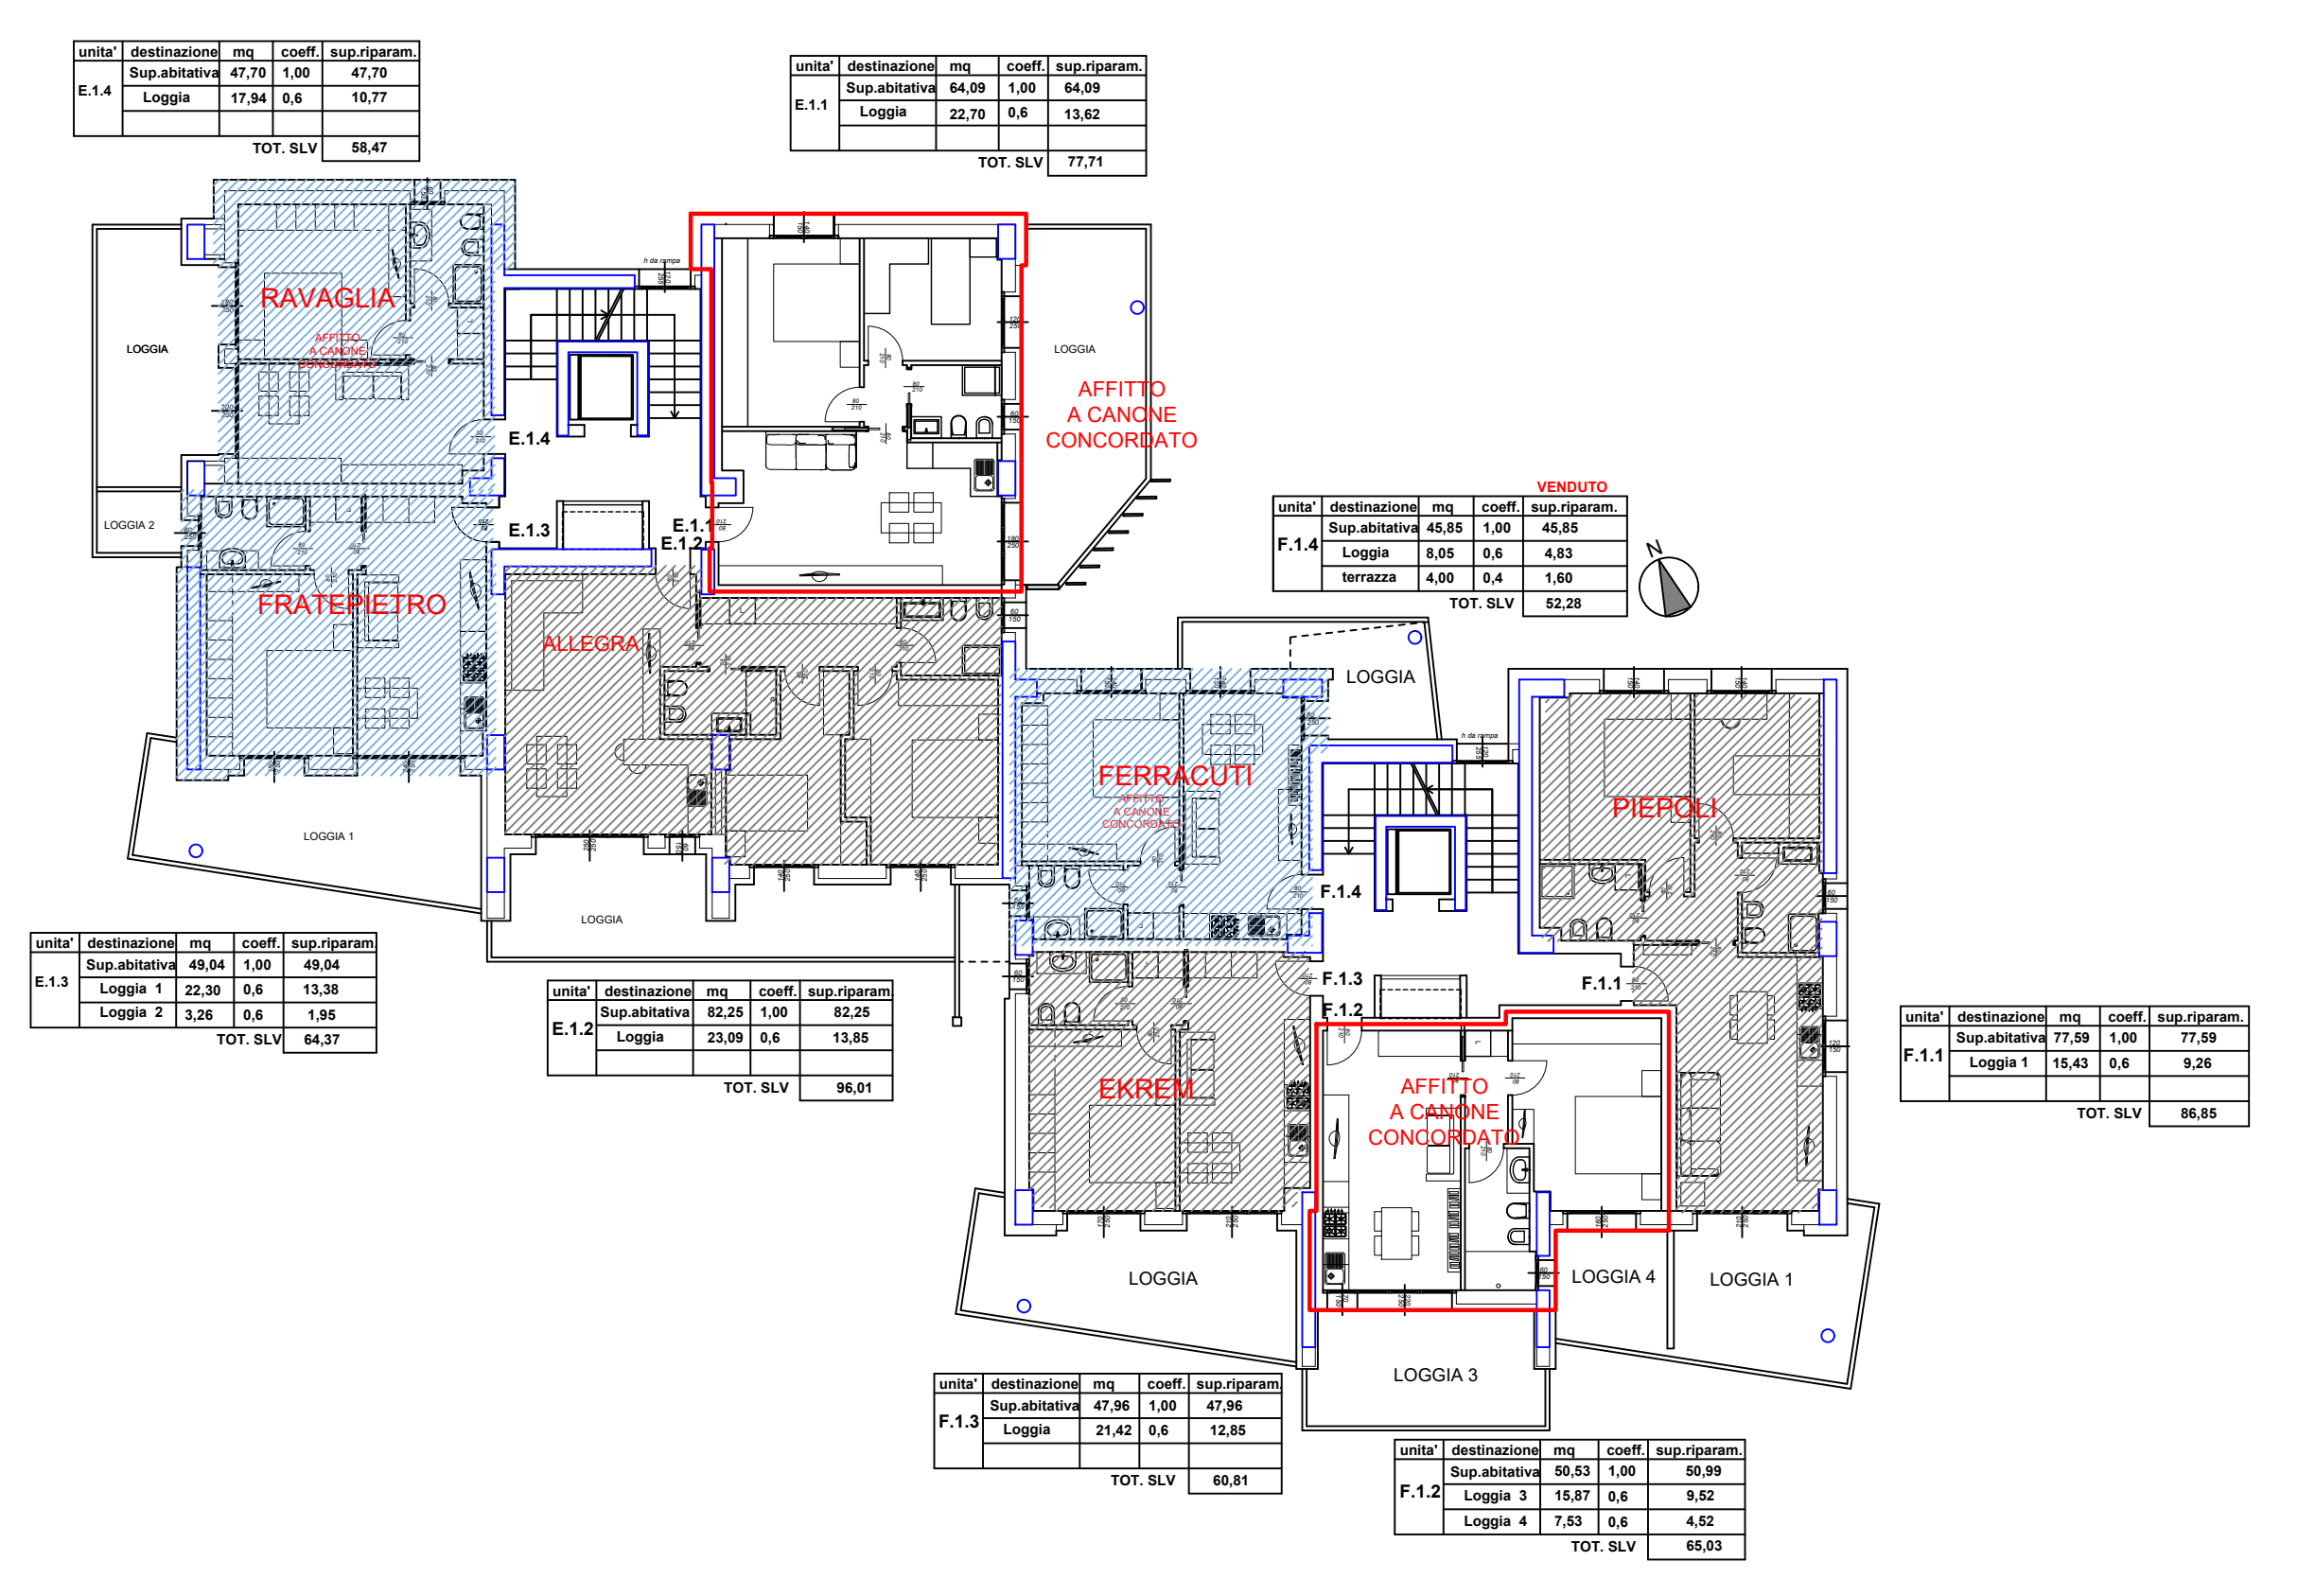 unita' destinazione mq coeff. sup.riparam.
E.1.4 Sup.abitativa 47,70 1,00 47,70
Loggia 17,94 0,6 10,77
TOT. SLV 58,47
unita' destinazione mq coeff. sup.riparam.
E.1.1 Sup.abitativa 64,09 1,00 64,09
Loggia 22,70 0,6 13,62
TOT. SLV 77,71
h da rampa
RAVAGLIA
AFFITTO
A CANONE
CONCORDATO
LOGGIA
LOGGIA
AFFITTO
A CANONE
CONCORDATO
E.1.4
LOGGIA 2
E.1.3
E.1.1
E.1.2
VENDUTO
unita' destinazione mq coeff. sup.riparam.
F.1.4 Sup.abitativa 45,85 1,00 45,85
Loggia 8,05 0,6 4,83
terrazza 4,00 0,4 1,60
TOT. SLV 52,28
N
FRATEPIETRO
ALLEGRA
LOGGIA
h da rampa
FERRACUTI
AFFITTO
A CANONE
CONCORDATO
PIEPOLI
LOGGIA 1
LOGGIA
F.1.4
unita' destinazione mq coeff. sup.riparam.
E.1.3 Sup.abitativa 49,04 1,00 49,04
Loggia 1 22,30 0,6 13,38
Loggia 2 3,26 0,6 1,95
TOT. SLV 64,37
unita' destinazione mq coeff. sup.riparam.
E.1.2 Sup.abitativa 82,25 1,00 82,25
Loggia 23,09 0,6 13,85
TOT. SLV 96,01
F.1.3
F.1.2
F.1.1
unita' destinazione mq coeff. sup.riparam.
F.1.1 Sup.abitativa 77,59 1,00 77,59
Loggia 1 15,43 0,6 9,26
TOT. SLV 86,85
EKREM
AFFITTO
A CANONE
CONCORDATO
LOGGIA
LOGGIA 4
LOGGIA 1
LOGGIA 3
unita' destinazione mq coeff. sup.riparam.
F.1.3 Sup.abitativa 47,96 1,00 47,96
Loggia 21,42 0,6 12,85
TOT. SLV 60,81
unita' destinazione mq coeff. sup.riparam.
F.1.2 Sup.abitativa 50,53 1,00 50,99
Loggia 3 15,87 0,6 9,52
Loggia 4 7,53 0,6 4,52
TOT. SLV 65,03